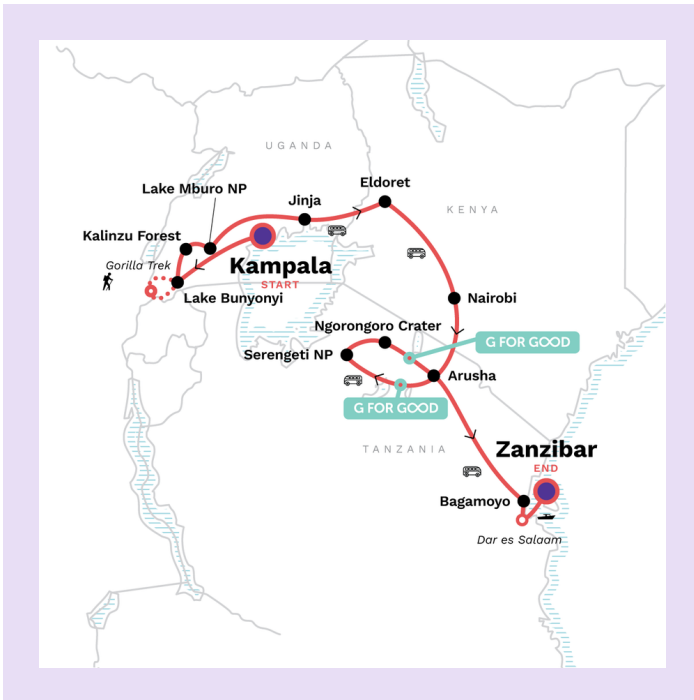 UGANDA
Lake Mburo NP
Eldoret
Jinja
KENYA
Kalinzu Forest
Gorilla Trek
Kampala
START
Lake Bunyonyi
Nairobi
Ngorongoro Crater
G FOR GOOD
Serengeti NP
Arusha
G FOR GOOD
TANZANIA
Zanzibar
END
Bagamoyo
Dar es Salaam